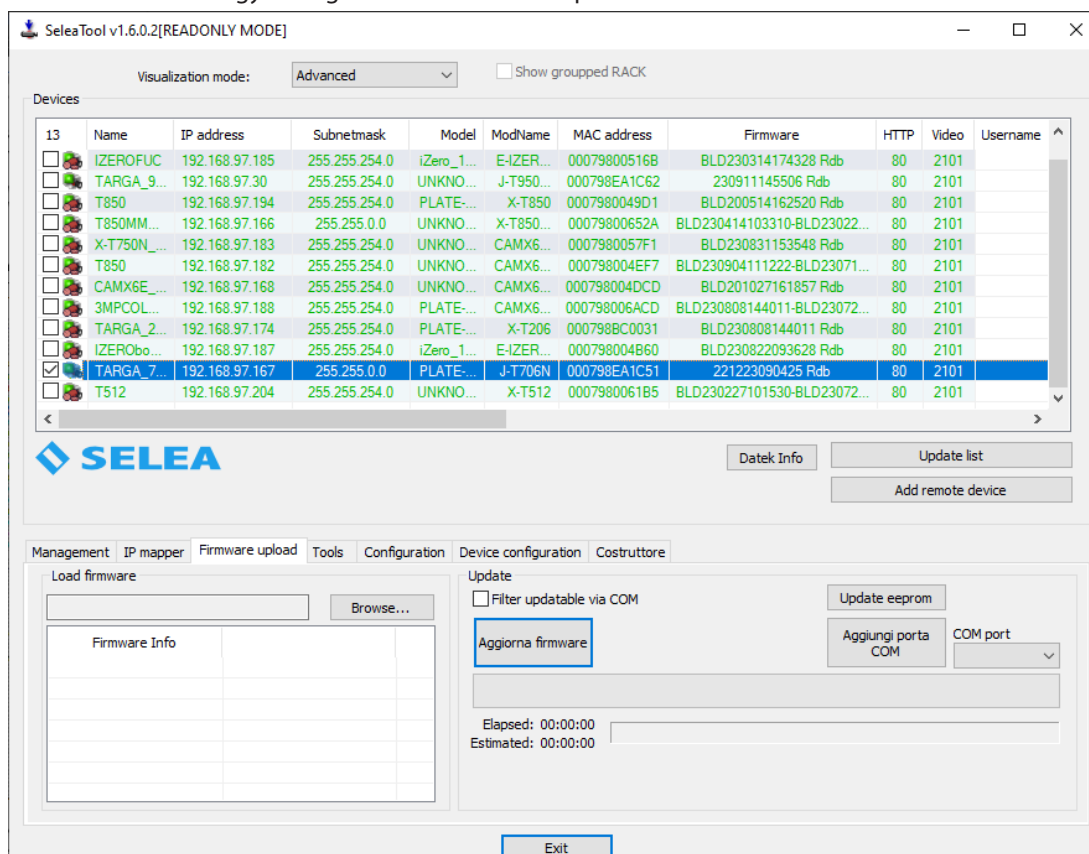 SeleaTool v1.6.0.2[READONLY MODE]
Visualization mode: Advanced Show groupped RACK
Devices
13 Name IP address Subnetmask Model ModName MAC address Firmware HTTP Video Username
IZEROFUC 192.168.97.185 255.255.254.0 iZero_1... E-IZER... 00079800516B BLD230314174328 Rdb 80 2101
TARGA_9... 192.168.97.30 255.255.254.0 UNKNO... J-T950... 000798EA1C62 230911145506 Rdb 80 2101
T850 192.168.97.194 255.255.254.0 PLATE-... X-T850 0007980049D1 BLD200514162520 Rdb 80 2101
T850MM... 192.168.97.166 255.255.0.0 UNKNO... X-T850... 00079800652A BLD230414103310-BLD23022... 80 2101
X-T750N_... 192.168.97.183 255.255.254.0 UNKNO... CAMX6... 0007980057F1 BLD230831153548 Rdb 80 2101
T850 192.168.97.182 255.255.254.0 UNKNO... CAMX6... 000798004EF7 BLD230904111222-BLD23071... 80 2101
CAMX6E_... 192.168.97.168 255.255.254.0 UNKNO... CAMX6... 000798004DCD BLD201027161857 Rdb 80 2101
3MPCOL... 192.168.97.188 255.255.254.0 PLATE-... CAMX6... 000798006ACD BLD230808144011-BLD23072... 80 2101
TARGA_2... 192.168.97.174 255.255.254.0 PLATE-... X-T206 000798BC0031 BLD230808144011 Rdb 80 2101
IZERObo... 192.168.97.187 255.255.254.0 iZero_1... E-IZER... 000798004B60 BLD230822093628 Rdb 80 2101
TARGA_7... 192.168.97.167 255.255.0.0 PLATE-... J-T706N 000798EA1C51 221223090425 Rdb 80 2101
T512 192.168.97.204 255.255.254.0 UNKNO... X-T512 0007980061B5 BLD230227101530-BLD23072... 80 2101
SELEA
Datek Info Update list
Add remote device
Management IP mapper Firmware upload Tools Configuration Device configuration Costruttore
Load firmware
Browse...
Firmware Info
Update
Filter updatable via COM
Update eeprom
Aggiorna firmware
Aggiungi porta
COM
COM port
Elapsed: 00:00:00
Estimated: 00:00:00
Exit